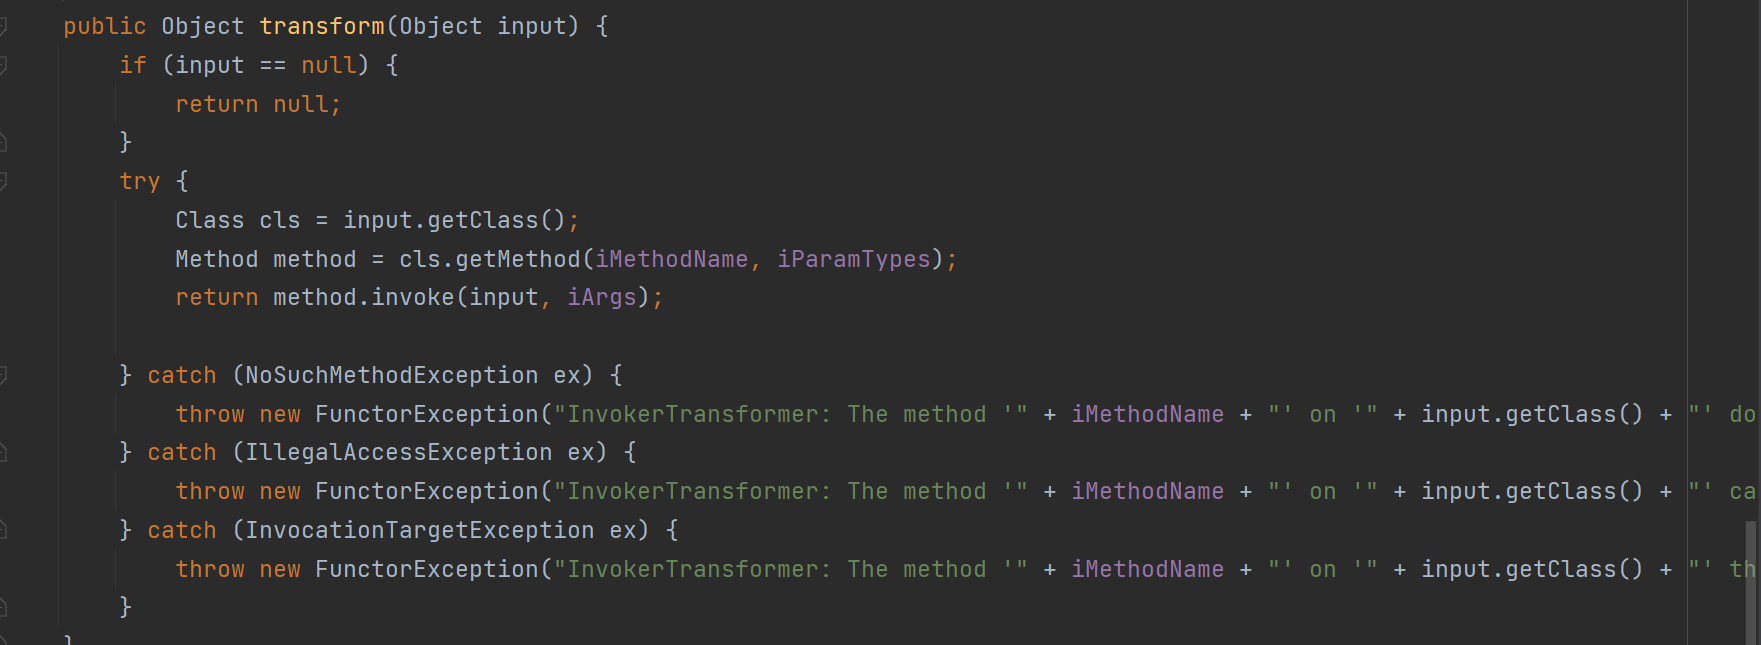 public Object transform(Object input) {
if (input == null) {
return null;
}
try {
Class cls = input.getClass();
Method method = cls.getMethod(iMethodName, iParamTypes);
return method.invoke(input, iArgs);
} catch (NoSuchMethodException ex) {
throw new FunctorException("InvokerTransformer: The method '" + iMethodName + "' on '" + input.getClass() + "' do
} catch (IllegalAccessException ex) {
throw new FunctorException("InvokerTransformer: The method '" + iMethodName + "' on '" + input.getClass() + "' ca
} catch (InvocationTargetException ex) {
throw new FunctorException("InvokerTransformer: The method '" + iMethodName + "' on '" + input.getClass() + "' th
}
}